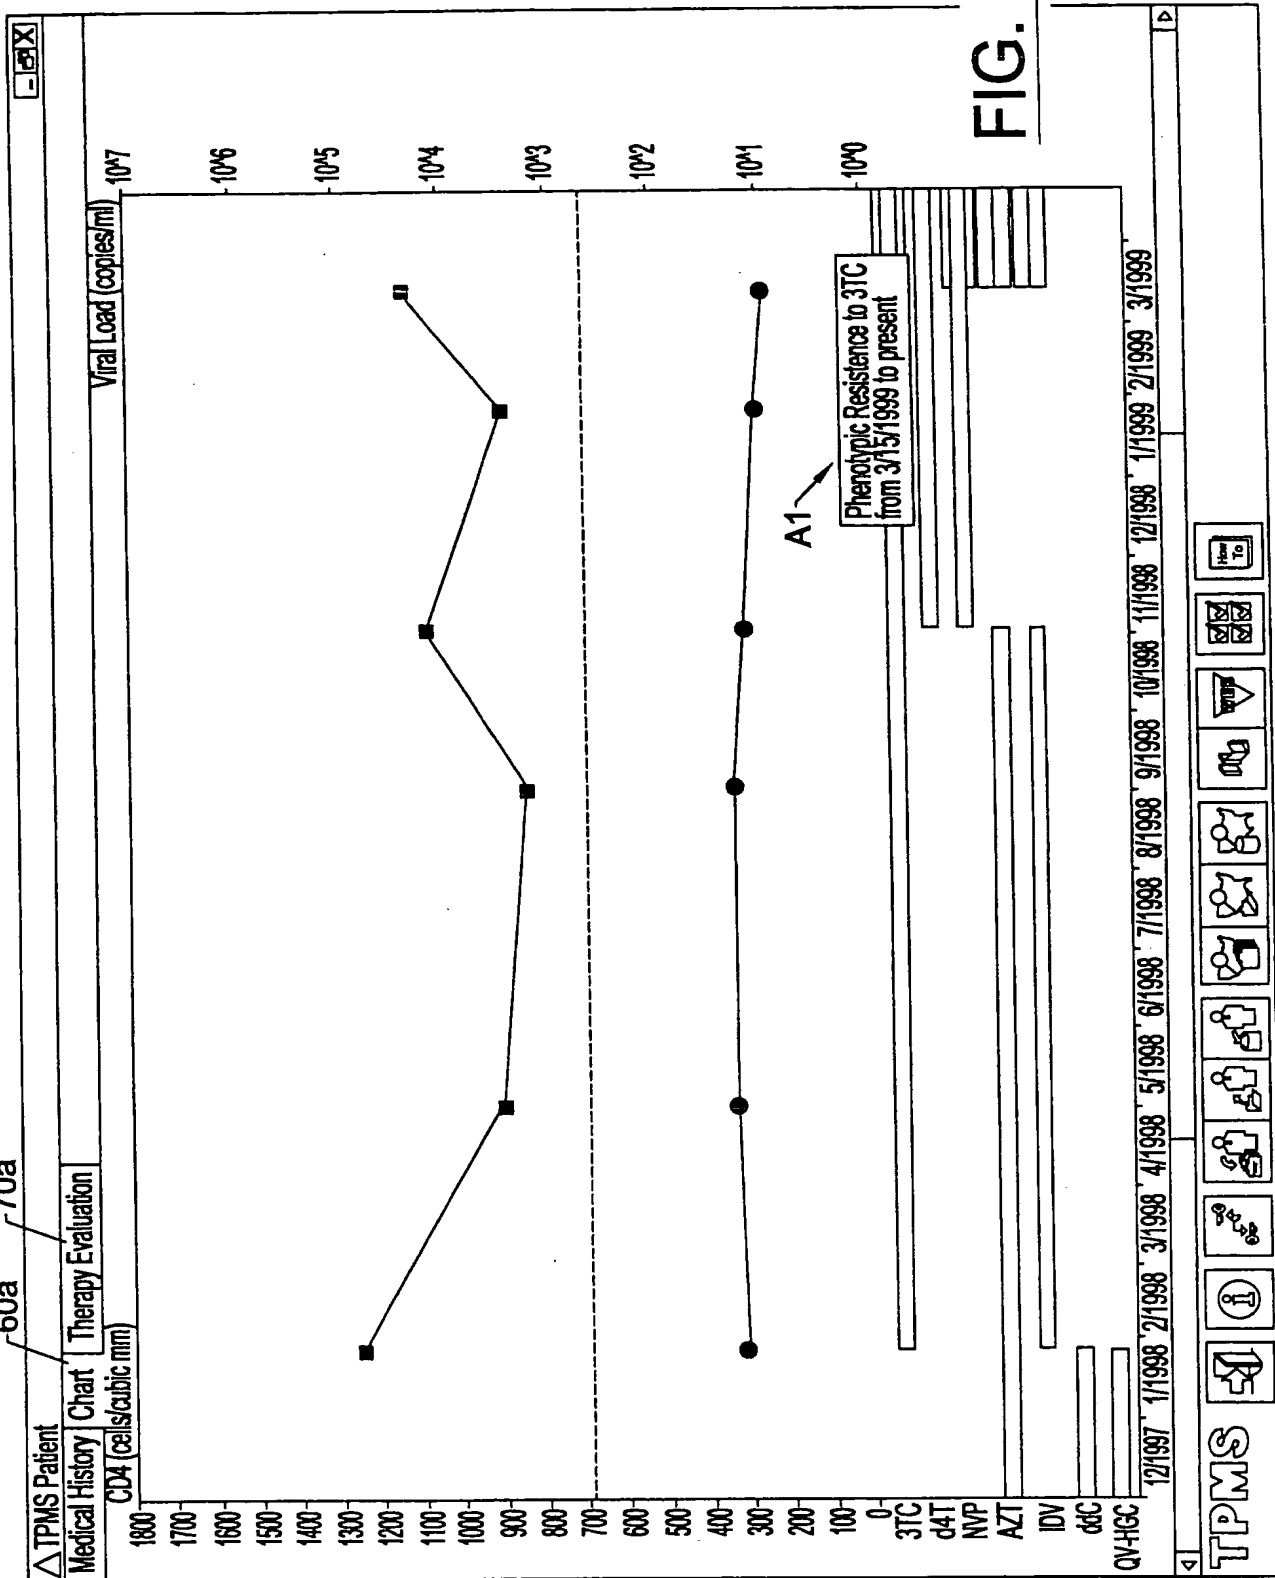 60a
70a
TPMS Patient
Medical History
Chart
Therapy Evaluation
CD4 (cells/cubic mm)
Viral Load (copies/ml)
1800
1700
1600
1500
1400
1300
1200
1100
1000
900
800
700
600
500
400
300
200
100
0
3TC
d4T
NVP
AZT
IDV
ddC
QV-HGC
10^7
10^6
10^5
10^4
10^3
10^2
10^1
10^0
A1
Phenotypic Resistence to 3TC
from 3/15/1999 to present
12/1997 1/1998 2/1998 3/1998 4/1998 5/1998 6/1998 7/1998 8/1998 9/1998 10/1998 11/1998 12/1998 1/1999 2/1999 3/1999
TPMS
How
To
FIG.